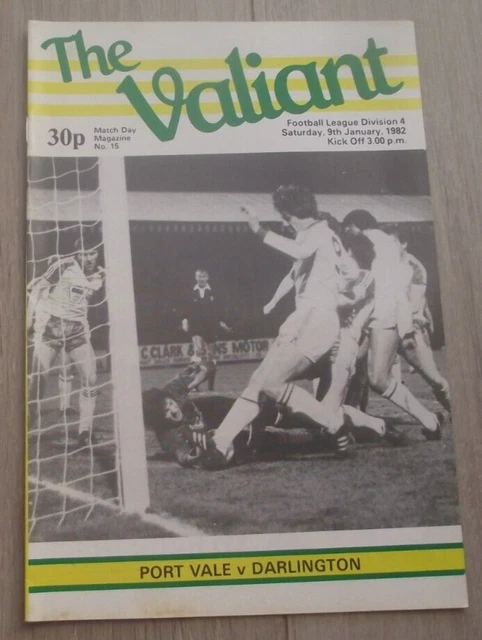 The Valiant
30p
Match Day
Magazine
No. 15
Football League Division 4
Saturday, 9th January, 1982
Kick Off 3.00 p.m.
C. CLARK & SONS MOTOR
PORT VALE v DARLINGTON